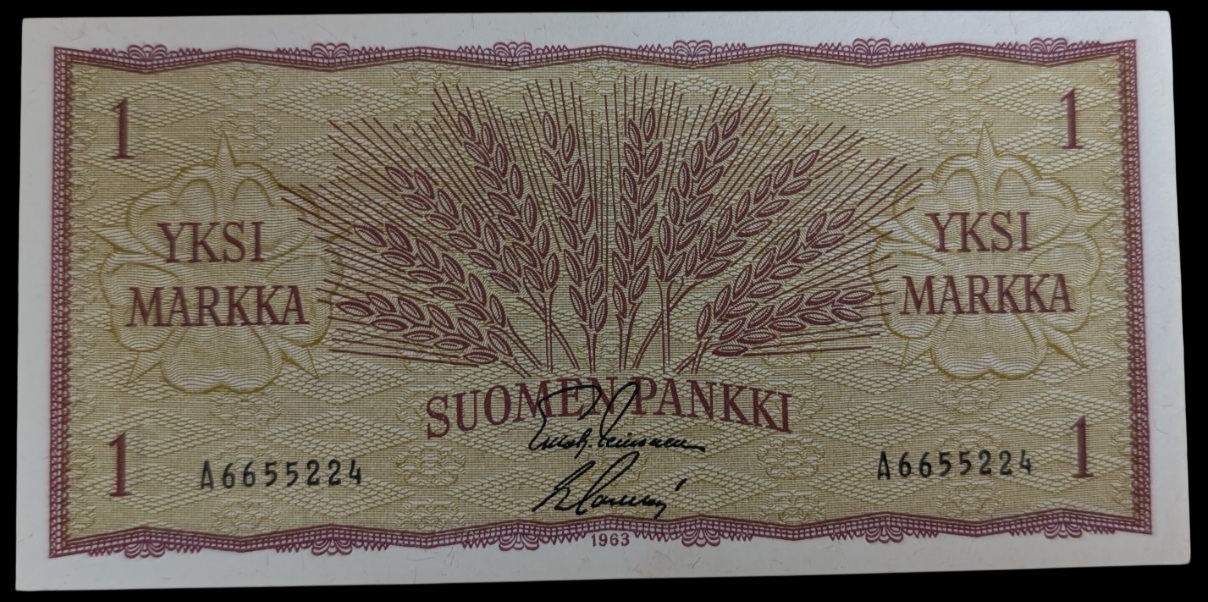 1 1
YKSI YKSI
MARKKA MARKKA
SUOMEN PANKKI
1 1
A6655224 A6655224
1963